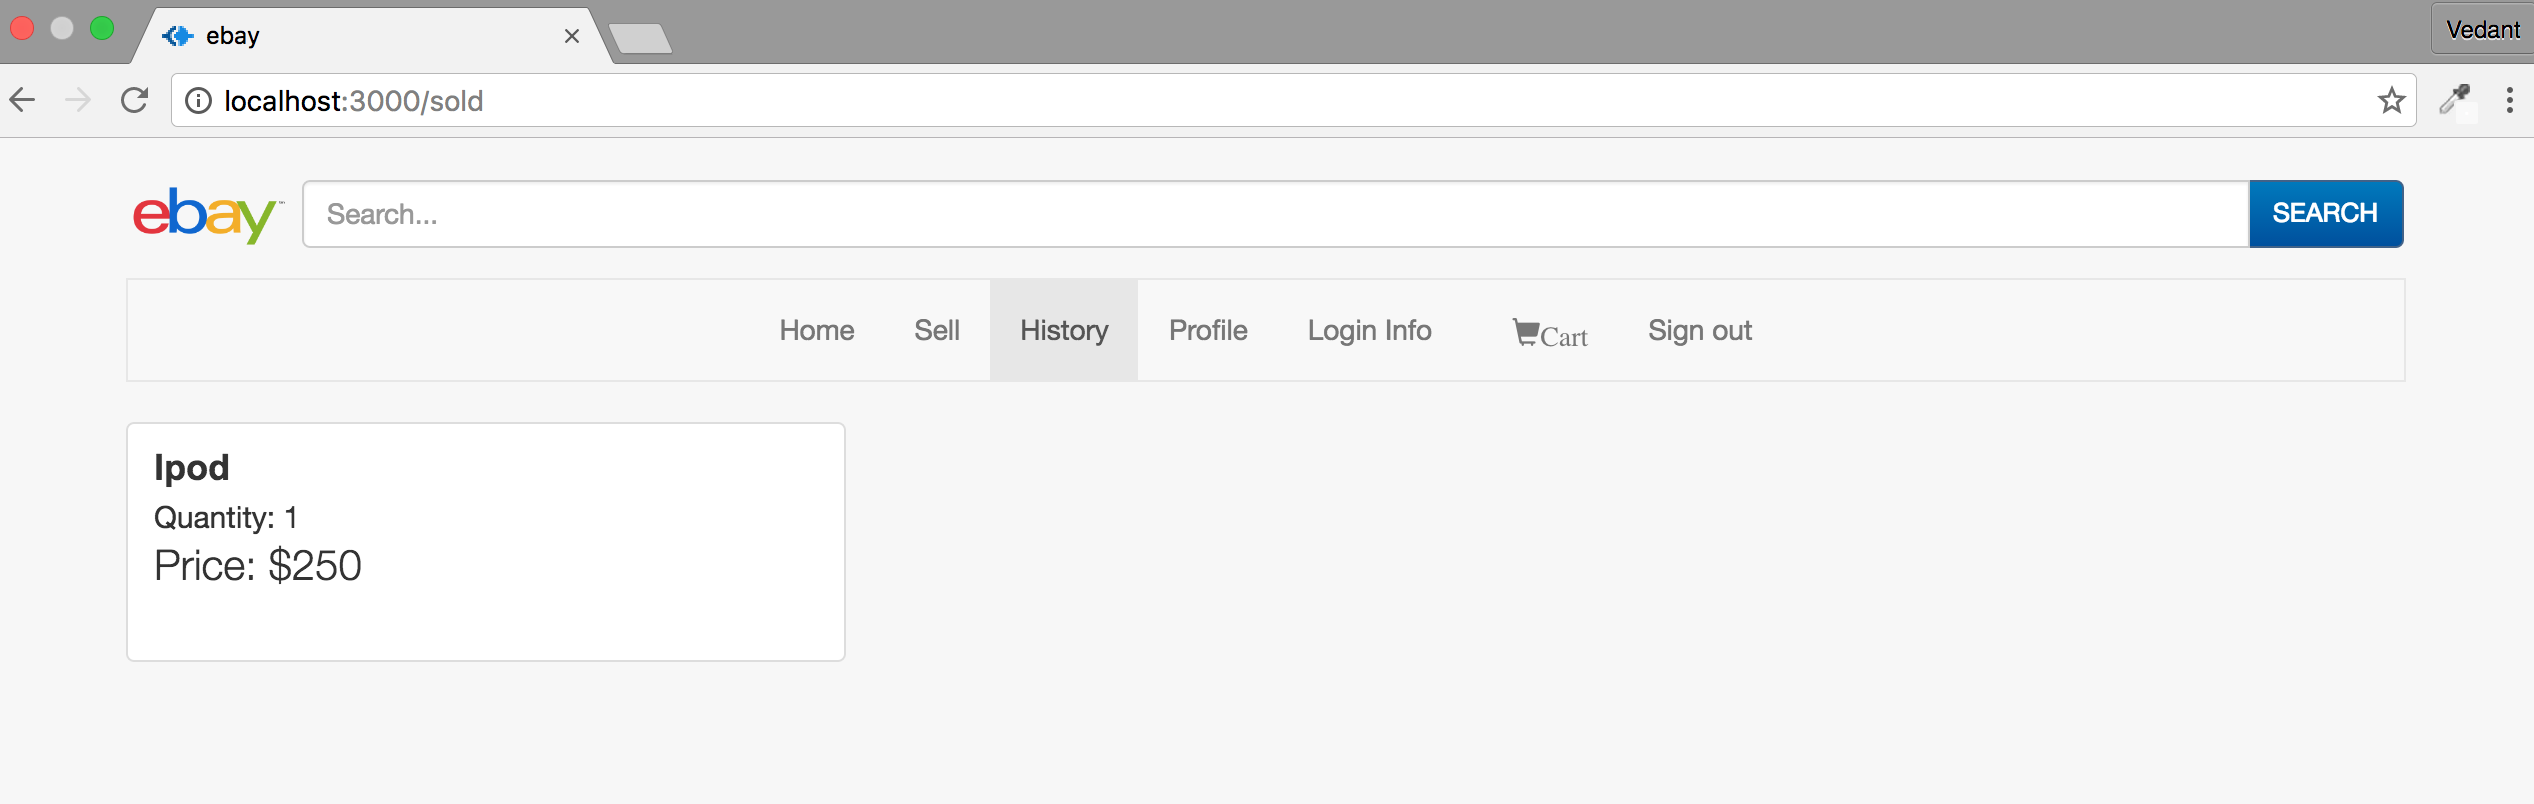 ebay
Vedant
localhost:3000/sold
ebay™
Search...
SEARCH
Home Sell History Profile Login Info Cart Sign out
Ipod
Quantity: 1
Price: $250